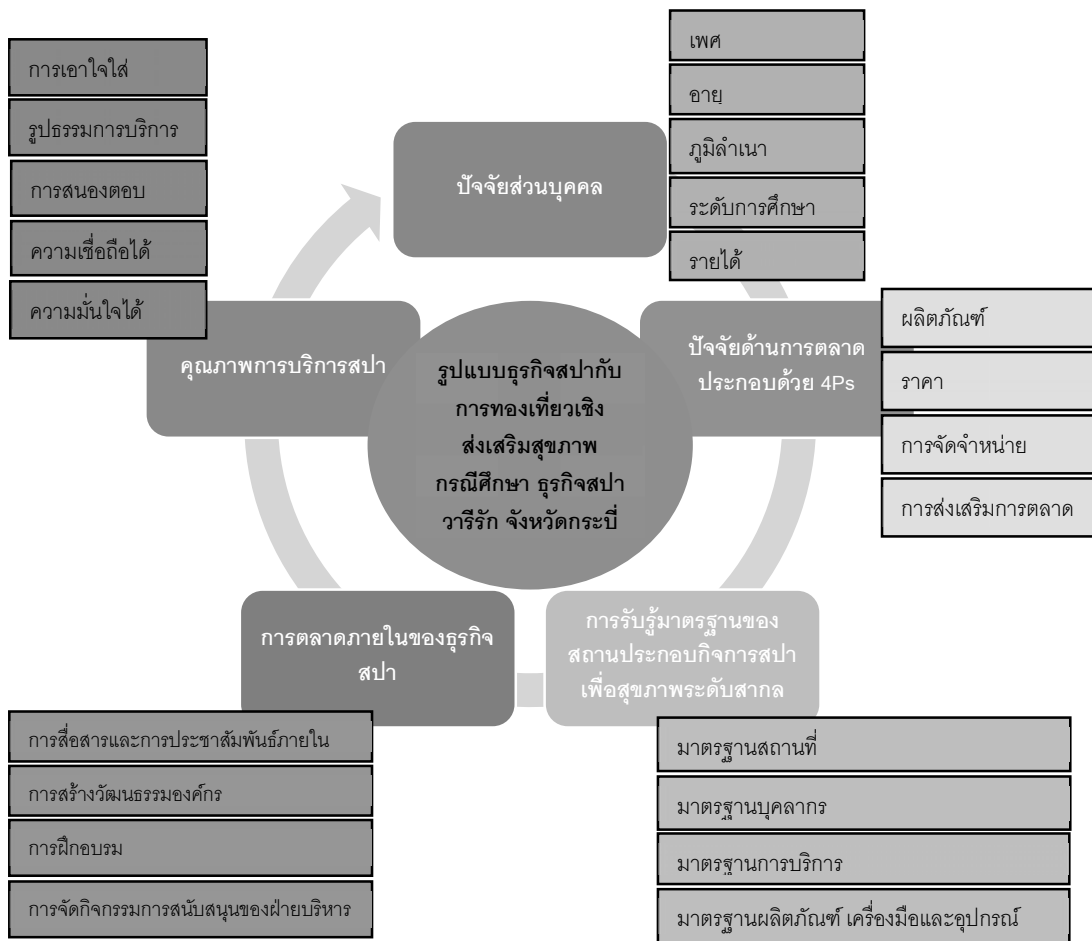 การเอาใจใส่
รูปธรรมการบริการ
การสนองตอบ
ความเชื่อถือได้
ความมั่นใจได้
เพศ
อายุ
ภูมิลำเนา
ระดับการศึกษา
รายได้
ปัจจัยส่วนบุคคล
คุณภาพการบริการสปา
รูปแบบธุรกิจสปากับ
การทองเที่ยวเชิง
ส่งเสริมสุขภาพ
กรณีศึกษา ธุรกิจสปา
วารีรัก จังหวัดกระบี่
ปัจจัยด้านการตลาด
ประกอบด้วย 4Ps
ผลิตภัณฑ์
ราคา
การจัดจำหน่าย
การส่งเสริมการตลาด
การตลาดภายในของธุรกิจ
สปา
การรับรู้มาตรฐานของ
สถานประกอบกิจการสปา
เพื่อสุขภาพระดับสากล
การสื่อสารและการประชาสัมพันธ์ภายใน
การสร้างวัฒนธรรมองค์กร
การฝึกอบรม
การจัดกิจกรรมการสนับสนุนของฝ่ายบริหาร
มาตรฐานสถานที่
มาตรฐานบุคลากร
มาตรฐานการบริการ
มาตรฐานผลิตภัณฑ์ เครื่องมือและอุปกรณ์